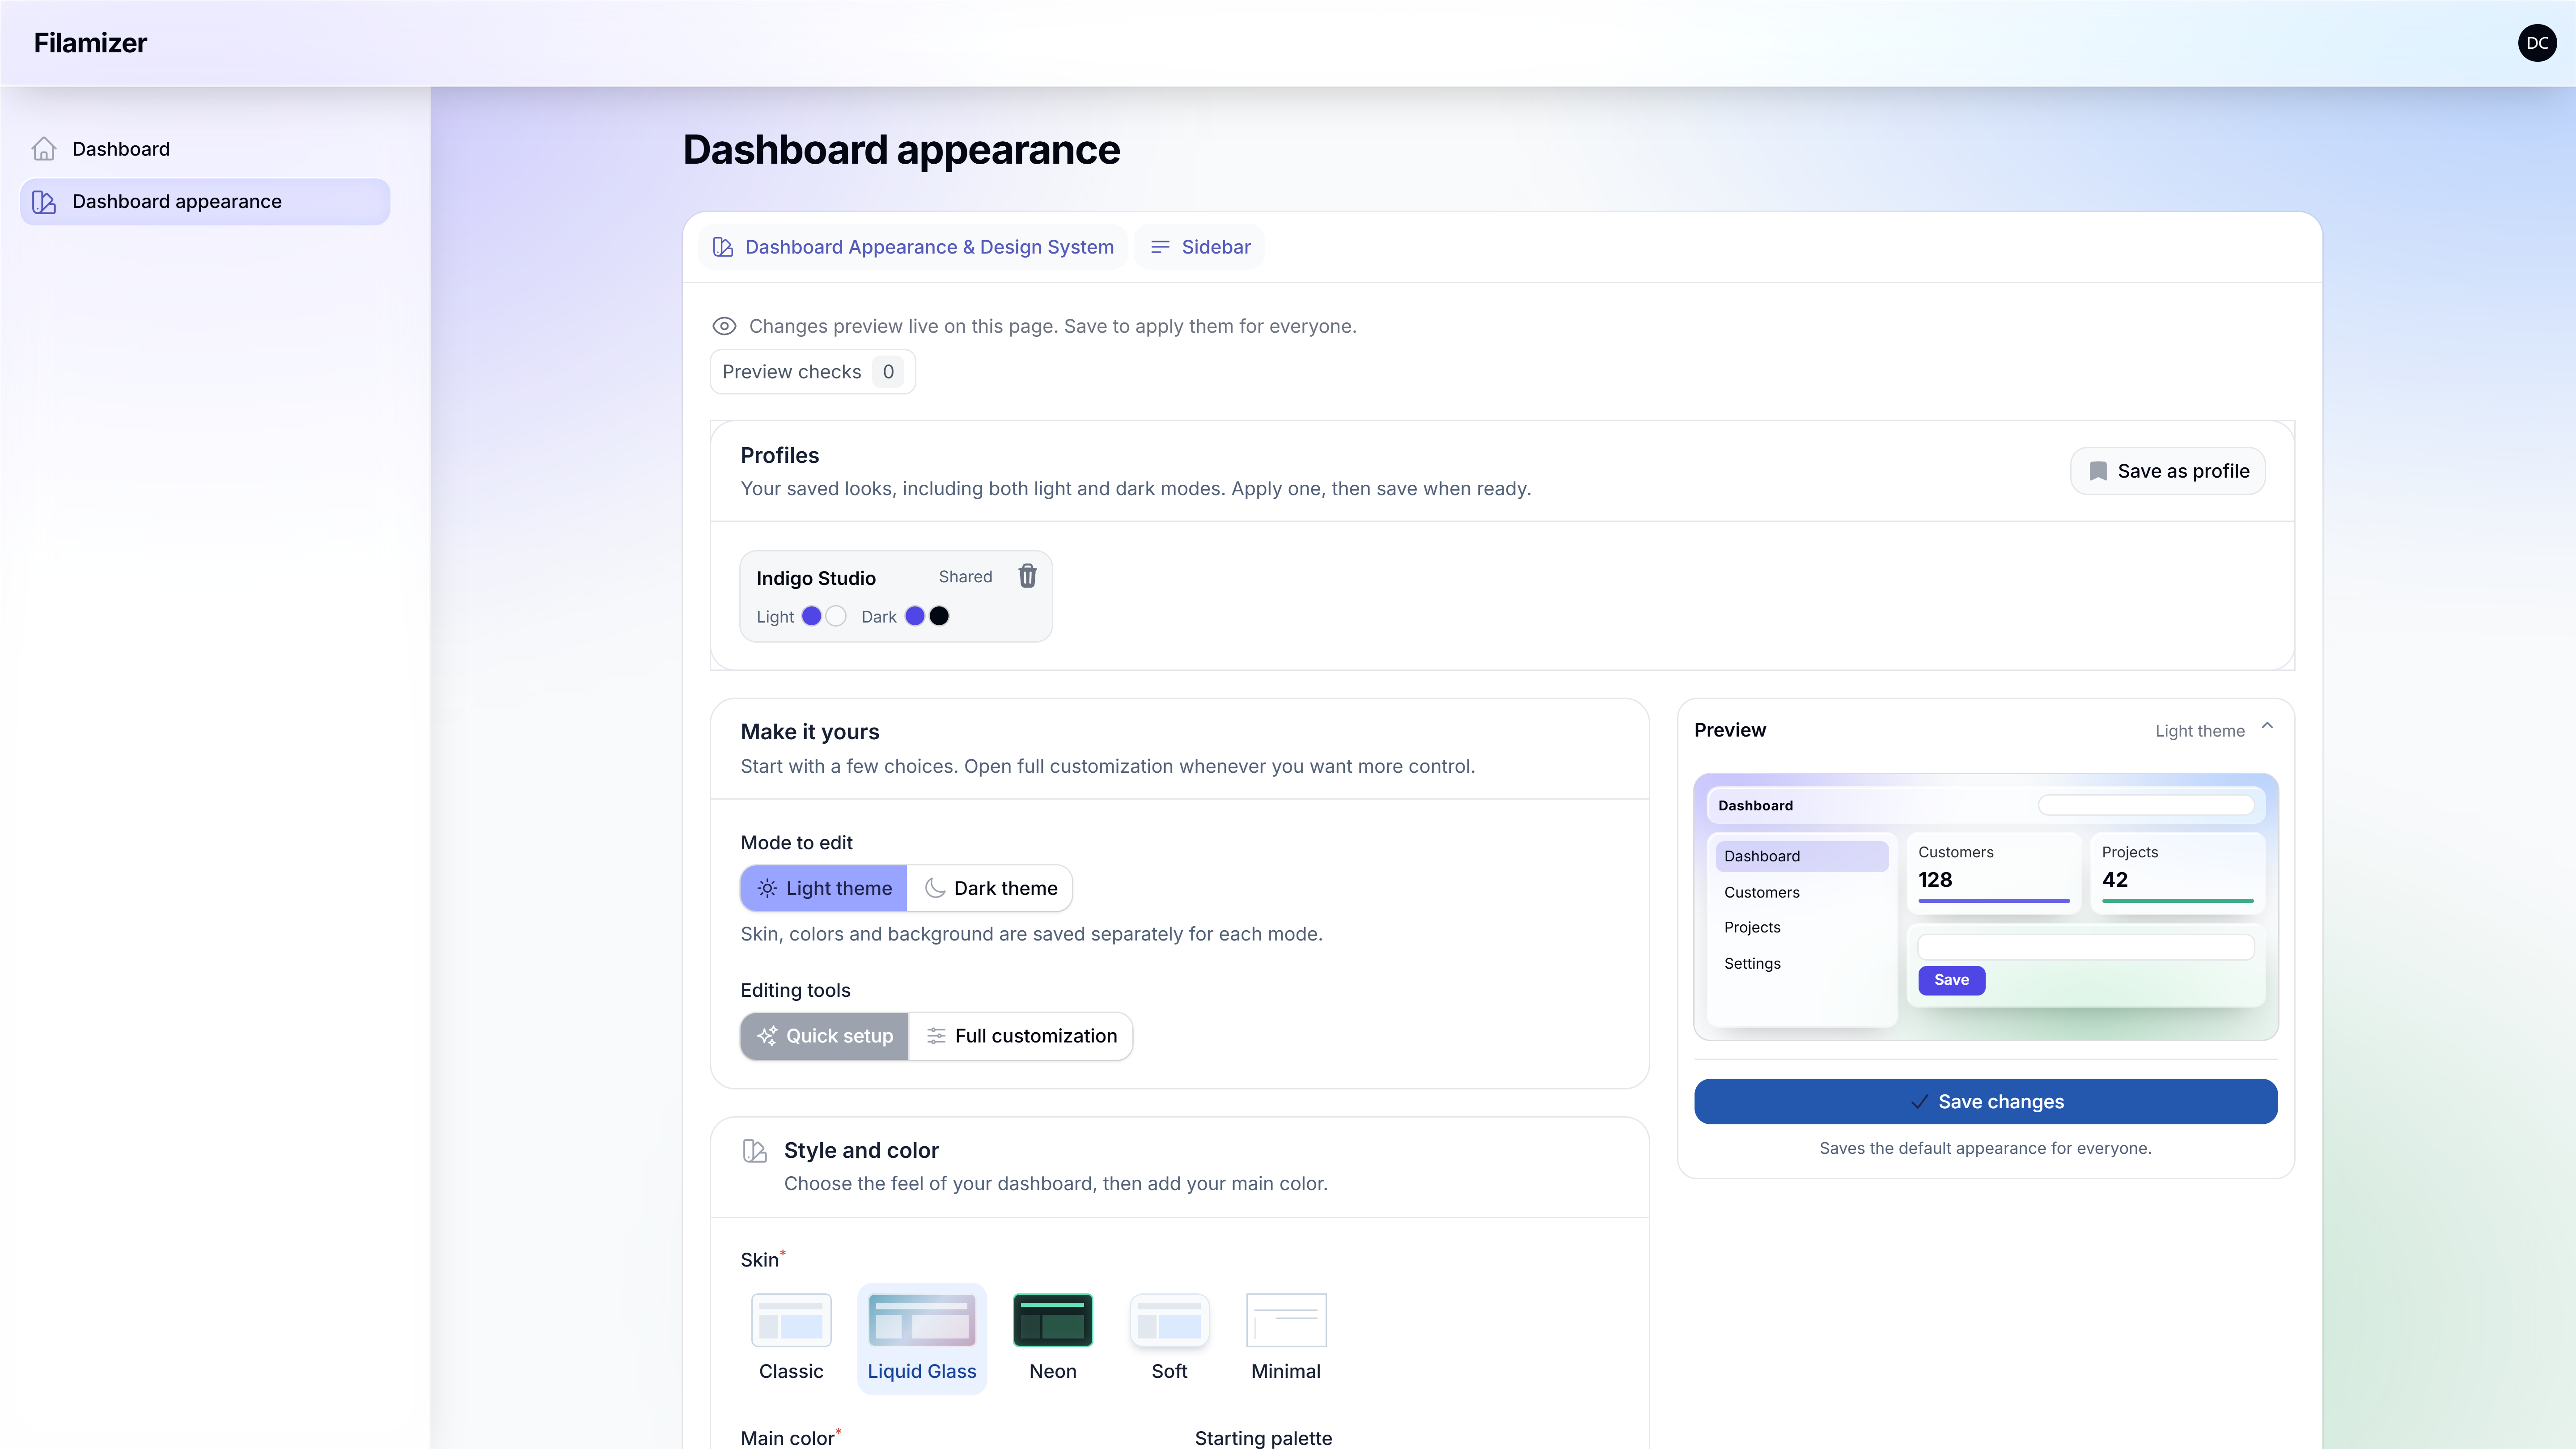 Filamizer
DC
Dashboard
Dashboard appearance
Dashboard appearance
Dashboard Appearance & Design System
Sidebar
Changes preview live on this page. Save to apply them for everyone.
Preview checks 0
Profiles
Your saved looks, including both light and dark modes. Apply one, then save when ready.
Save as profile
Indigo Studio Shared
Light Dark
Make it yours
Start with a few choices. Open full customization whenever you want more control.
Mode to edit
Light theme Dark theme
Skin, colors and background are saved separately for each mode.
Editing tools
Quick setup Full customization
Preview Light theme
Dashboard
Dashboard
Customers
Projects
Settings
Customers
128
Projects
42
Save
Save changes
Saves the default appearance for everyone.
Style and color
Choose the feel of your dashboard, then add your main color.
Skin*
Classic Liquid Glass Neon Soft Minimal
Main color* Starting palette